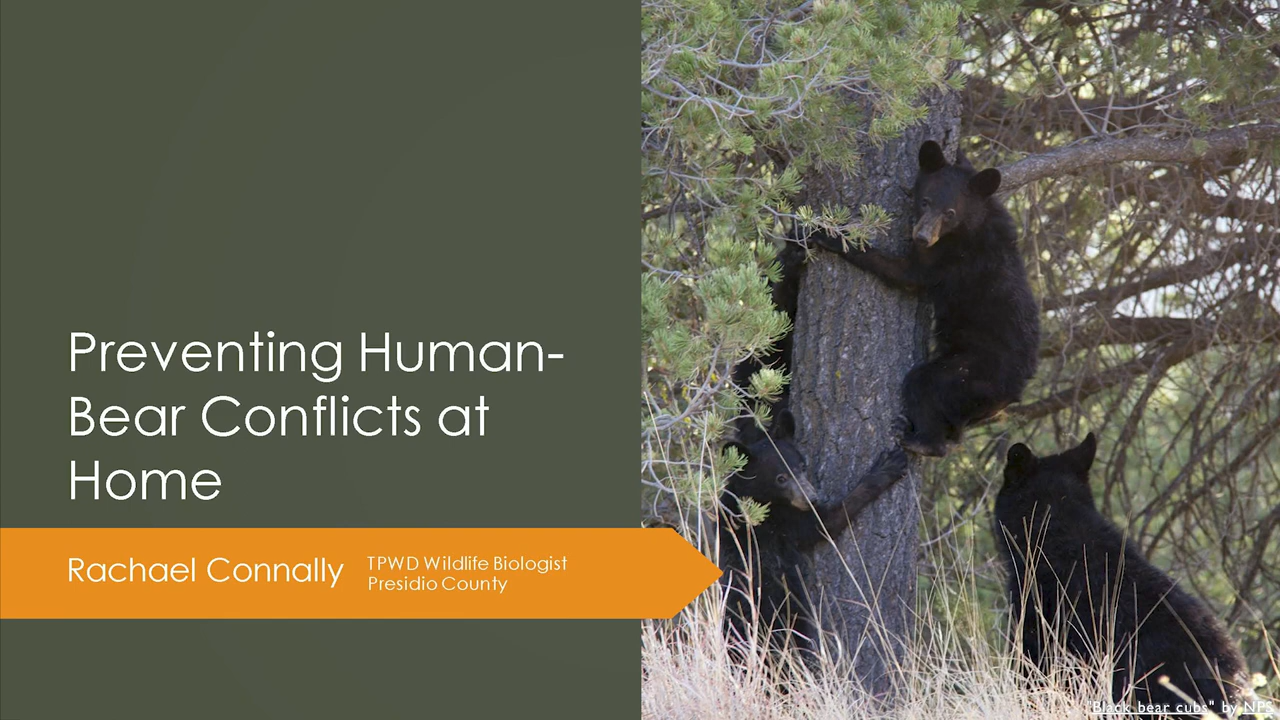 Preventing Human-
Bear Conflicts at
Home
Rachael Connally
TPWD Wildlife Biologist
Presidio County
"Black bear cubs" by NPS